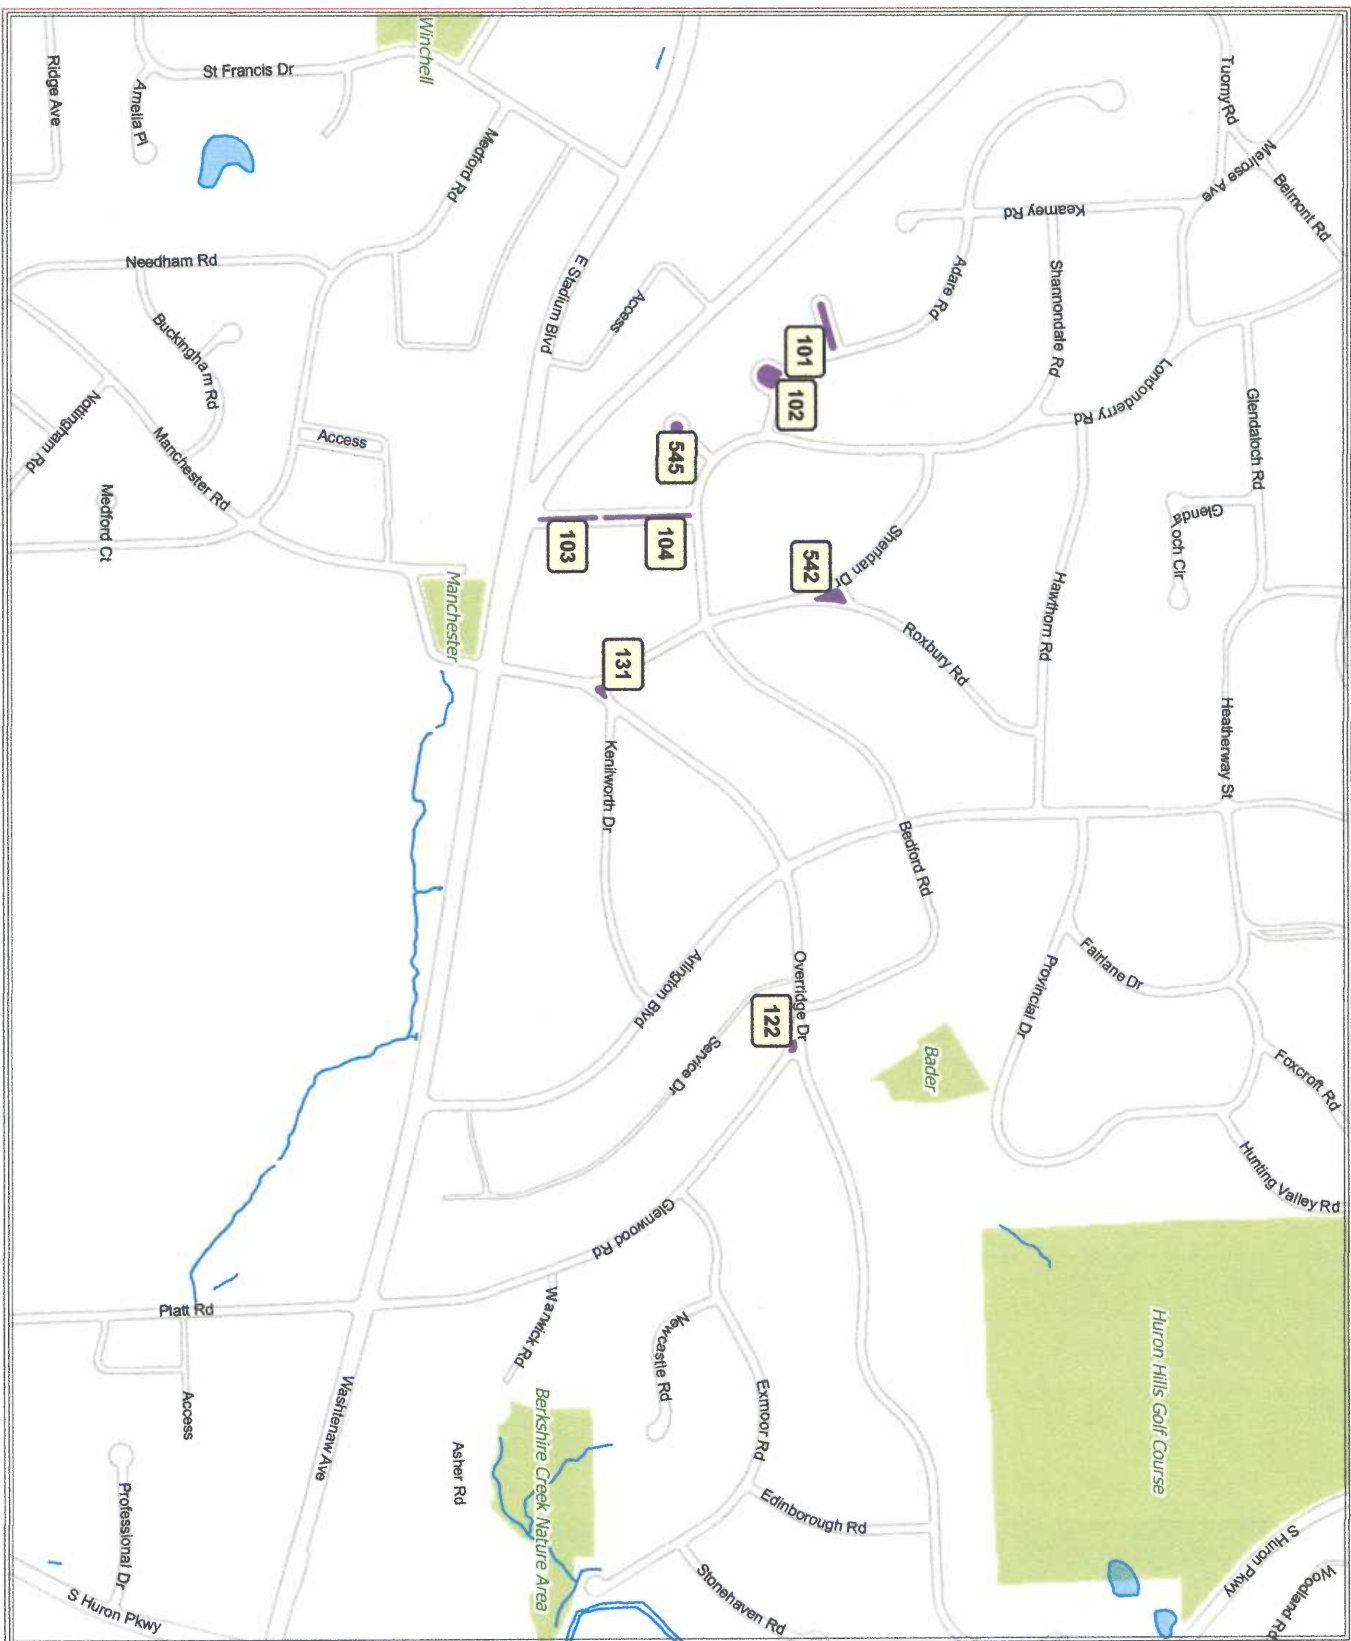 Tuomy Rd
Melrose Ave
Belmont Rd
Kearney Rd
Adare Rd
Shannondale Rd
Londonderry Rd
Glendaloch Rd
Glenda
loch Cir
Sheridan Dr
Roxbury Rd
Hawthorn Rd
Heatherway St
Bedford Rd
Provincial Dr
Fairlane Dr
Foxcroft Rd
Hunting Valley Rd
Huron Hills Golf Course
S Huron Pkwy
Woodland Rd
Bader
Overridge Dr
Service Dr
Arlington Blvd
Kenilworth Dr
Glenwood Rd
Warwick Rd
Newcastle Rd
Exmoor Rd
Edinborough Rd
Stonehaven Rd
Berkshire Creek Nature Area
Asher Rd
Washtenaw Ave
Platt Rd
Access
Professional Dr
S Huron Pkwy
Winchell
St Francis Dr
Amelia Pl
Ridge Ave
Medford Rd
Needham Rd
Buckingham Rd
Nottingham Rd
Manchester Rd
Medford Ct
Access
E Stadium Blvd
Access
Manchester
101
102
545
103
104
542
131
122